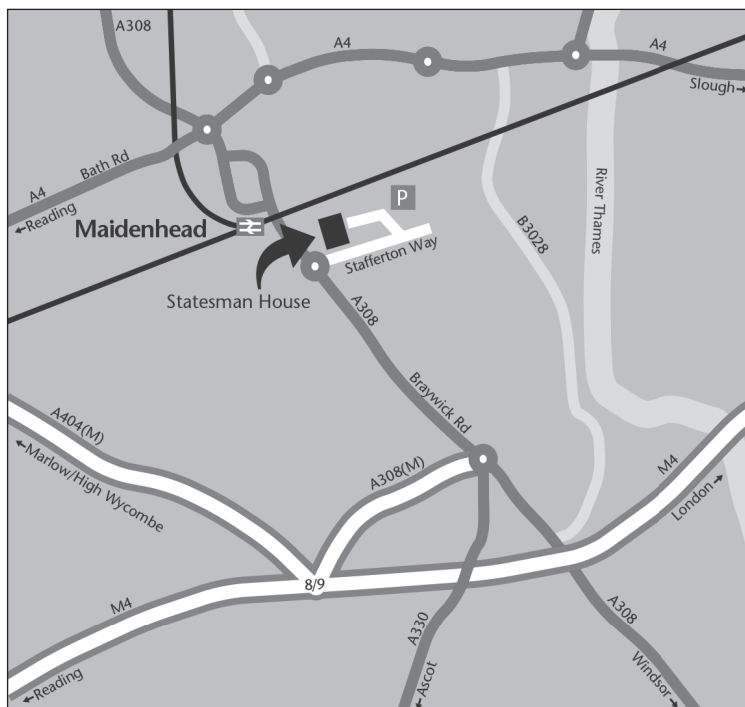 A308
A4
A4
Slough
Bath Rd
A4
Reading
P
River Thames
Maidenhead
B3028
Stafferton Way
Statesman House
A308
Braywick Rd
A404(M)
Marlow/High Wycombe
A308(M)
M4
London
8/9
M4
Reading
A330
Ascot
A308
Windsor